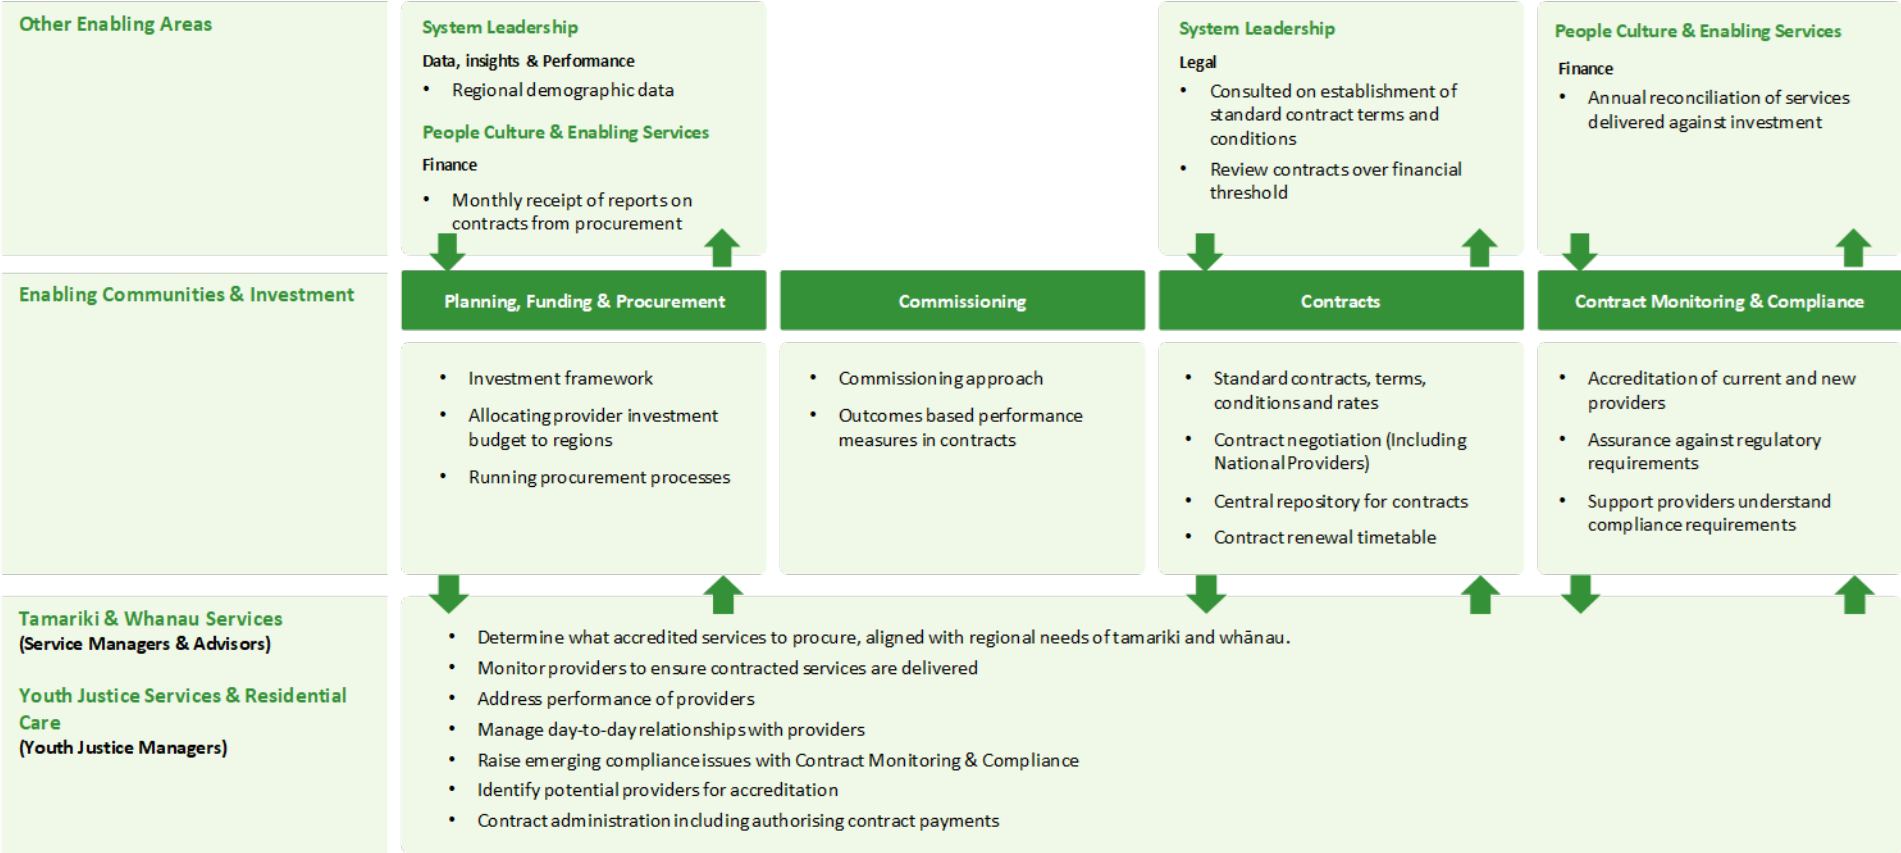 Other Enabling Areas
System Leadership
Data, insights & Performance
• Regional demographic data
People Culture & Enabling Services
Finance
• Monthly receipt of reports on
contracts from procurement
System Leadership
Legal
• Consulted on establishment of
standard contract terms and
conditions
• Review contracts over financial
threshold
People Culture & Enabling Services
Finance
• Annual reconciliation of services
delivered against investment
Enabling Communities & Investment
Planning, Funding & Procurement
Commissioning
Contracts
Contract Monitoring & Compliance
• Investment framework
• Allocating provider investment
budget to regions
• Running procurement processes
• Commissioning approach
• Outcomes based performance
measures in contracts
• Standard contracts, terms,
conditions and rates
• Contract negotiation (Including
National Providers)
• Central repository for contracts
• Contract renewal timetable
• Accreditation of current and new
providers
• Assurance against regulatory
requirements
• Support providers understand
compliance requirements
Tamariki & Whanau Services
(Service Managers & Advisors)
Youth Justice Services & Residential
Care
(Youth Justice Managers)
• Determine what accredited services to procure, aligned with regional needs of tamariki and whānau.
• Monitor providers to ensure contracted services are delivered
• Address performance of providers
• Manage day-to-day relationships with providers
• Raise emerging compliance issues with Contract Monitoring & Compliance
• Identify potential providers for accreditation
• Contract administration including authorising contract payments